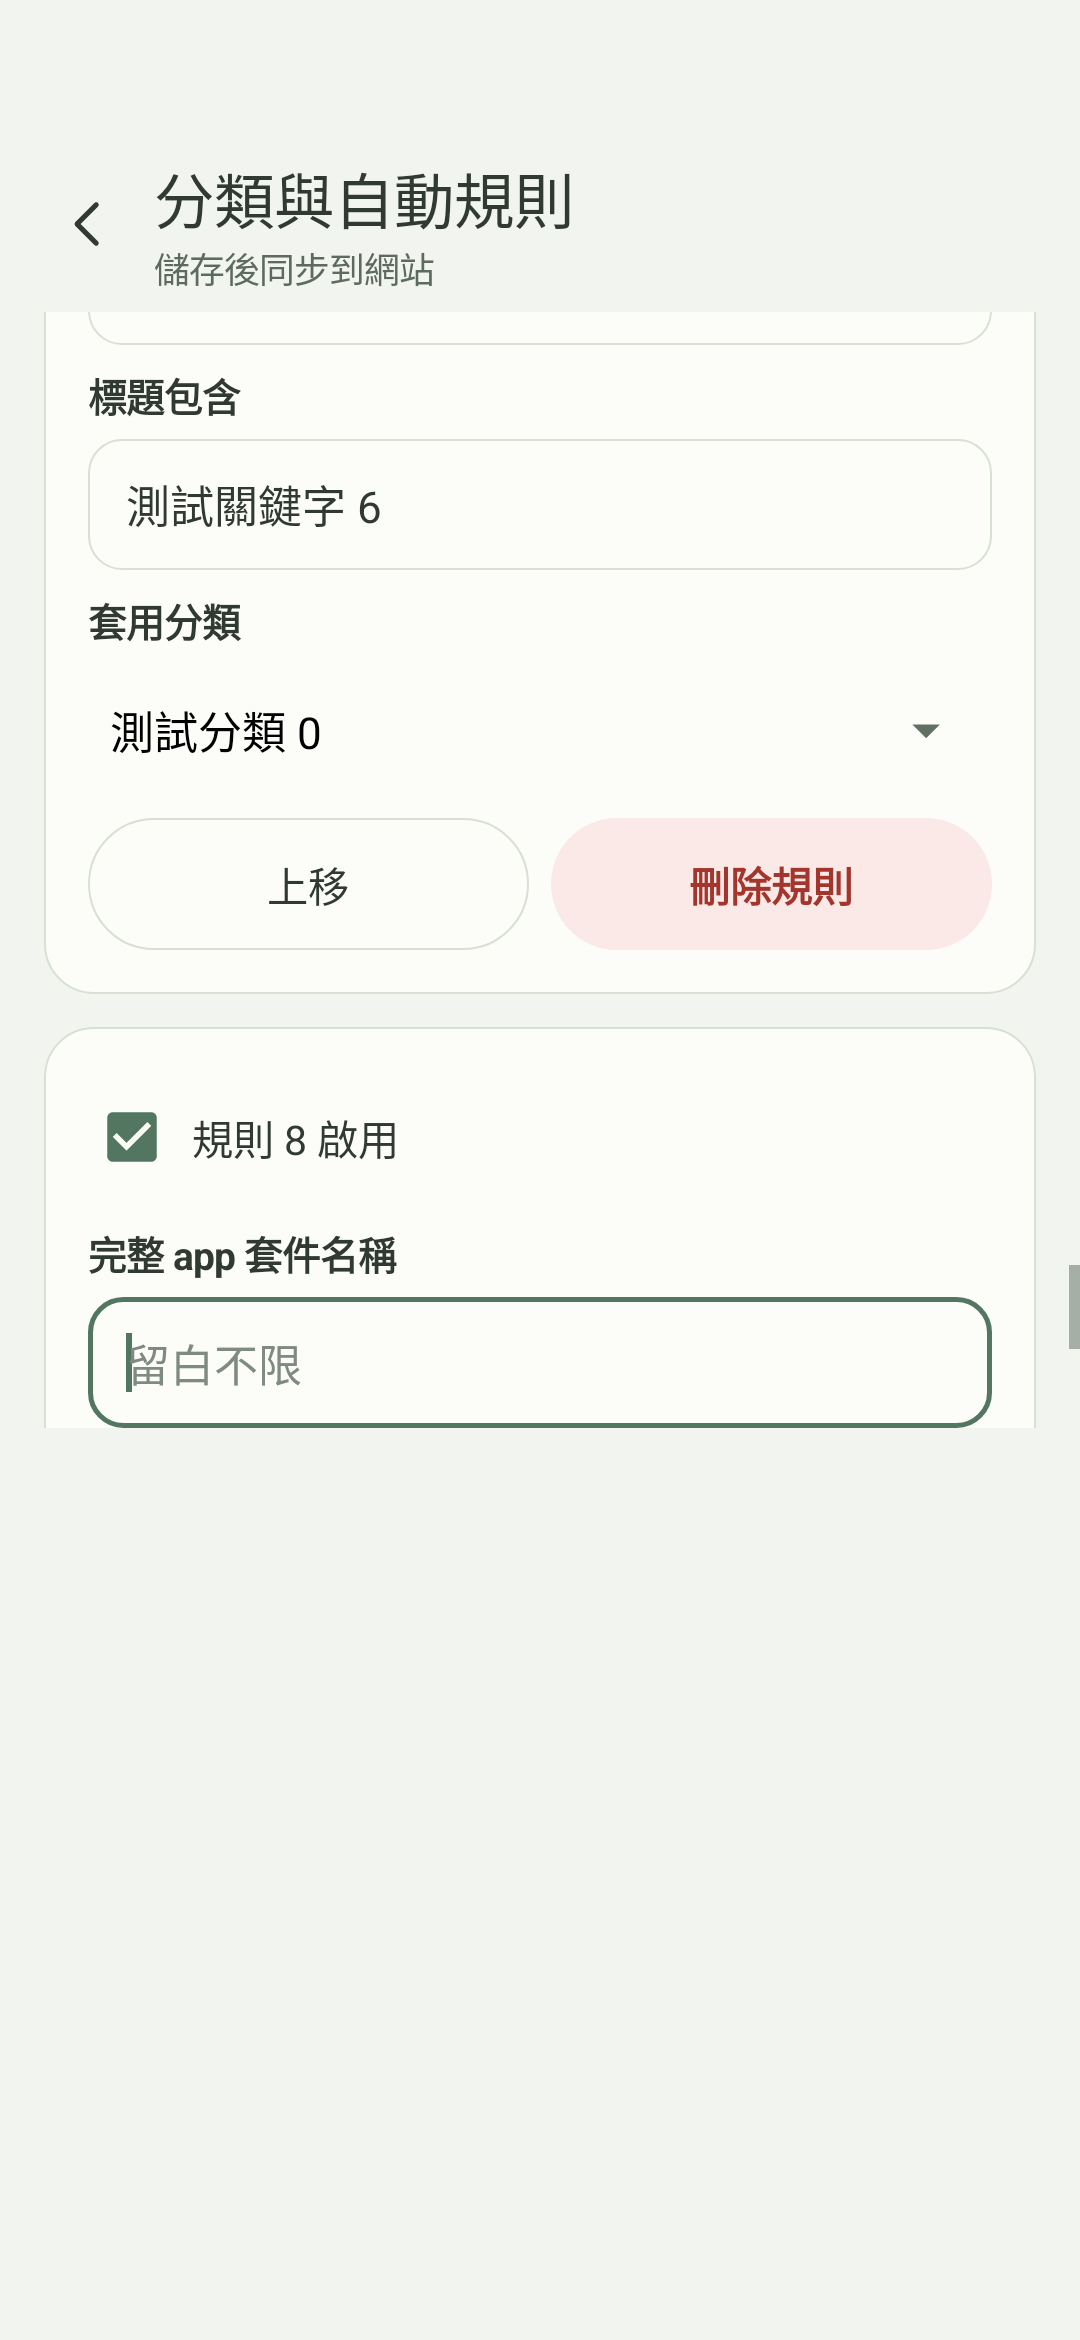 分類與自動規則
儲存後同步到網站
標題包含
測試關鍵字 6
套用分類
測試分類 0
上移
刪除規則
規則 8 啟用
完整 app 套件名稱
留白不限